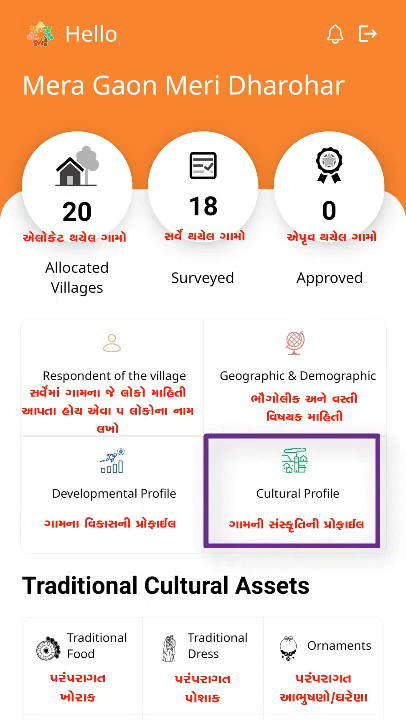 Hello,
Mera Gaon Meri Dharohar
20
18
0
એલોકેટ થયેલ ગામો
સર્વે થયેલ ગામો
એપ્રૂવ થયેલ ગામો
Allocated
Villages
Surveyed
Approved
Respondent of the village
સર્વેમાં ગામના જે લોકો માહિતી
આપતા હોય એવા ૫ લોકોના નામ
લખો
Geographic & Demographic
ભૌગોલીક અને વસ્તી
વિષયક માહિતી
Developmental Profile
ગામના વિકાસની પ્રોફાઈલ
Cultural Profile
ગામની સંસ્કૃતિની પ્રોફાઈલ
Traditional Cultural Assets
Traditional
Food
પરંપરાગત
ખોરાક
Traditional
Dress
પરંપરાગત
પોશાક
Ornaments
પરંપરાગત
આભુષણો/ઘરેણા